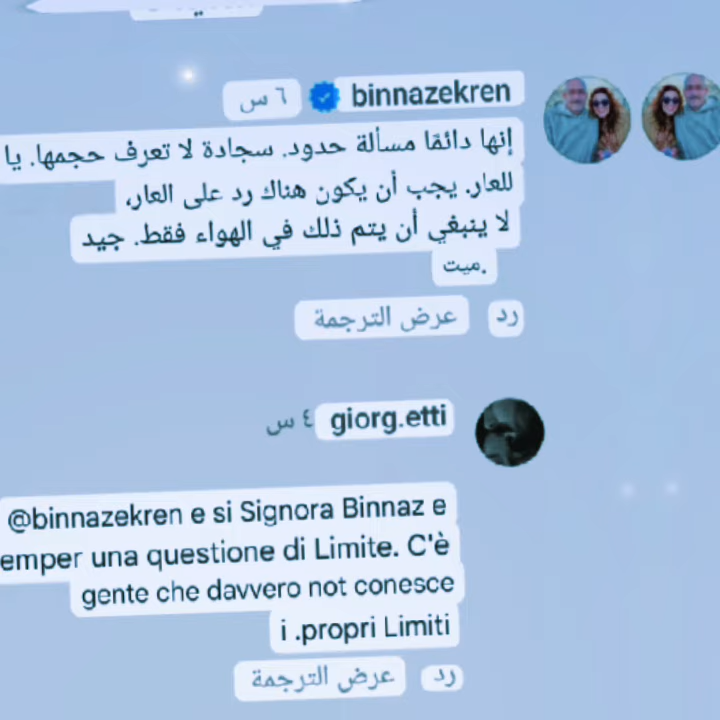 binnazekren ٦ س
إنها دائمًا مسألة حدود. سجادة لا تعرف حجمها. يا
للعار. يجب أن يكون هناك رد على العار،
لا ينبغي أن يتم ذلك في الهواء فقط. جيد
.ميت
رد عرض الترجمة
giorg.etti ٤ س
@binnazekren e si Signora Binnaz e
emper una questione di Limite. C'è
gente che davvero not conesce
i .propri Limiti
رد عرض الترجمة